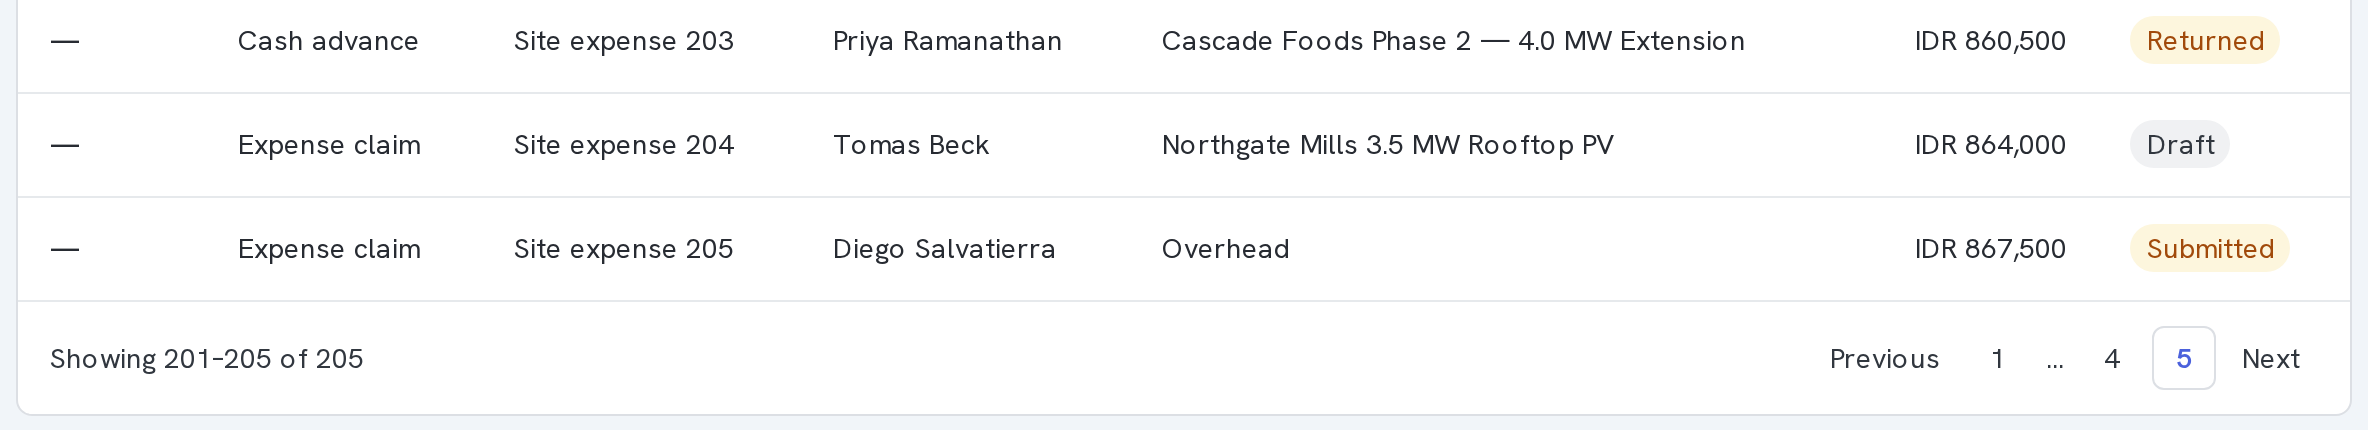 — Cash advance Site expense 203 Priya Ramanathan Cascade Foods Phase 2 — 4.0 MW Extension IDR 860,500 Returned
— Expense claim Site expense 204 Tomas Beck Northgate Mills 3.5 MW Rooftop PV IDR 864,000 Draft
— Expense claim Site expense 205 Diego Salvatierra Overhead IDR 867,500 Submitted
Showing 201–205 of 205 Previous 1 ... 4 5 Next